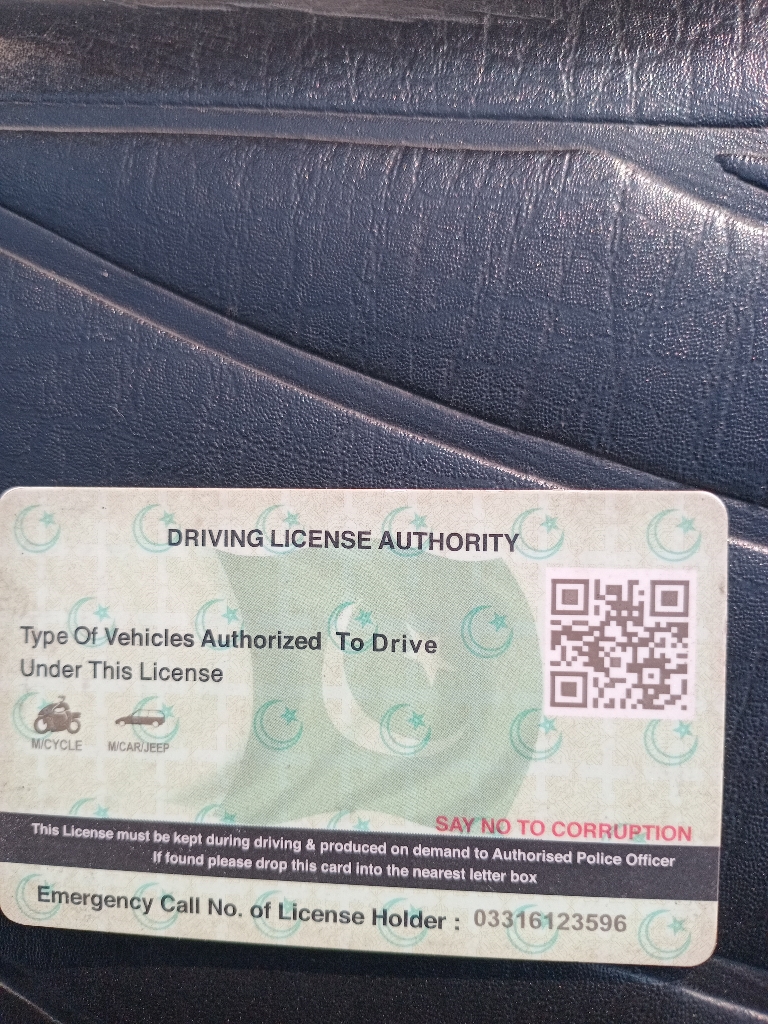 DRIVING LICENSE AUTHORITY
Type Of Vehicles Authorized To Drive
Under This License
M/CYCLE M/CAR/JEEP
SAY NO TO CORRUPTION
This License must be kept during driving & produced on demand to Authorised Police Officer
If found please drop this card into the nearest letter box
Emergency Call No. of License Holder : 03316123596